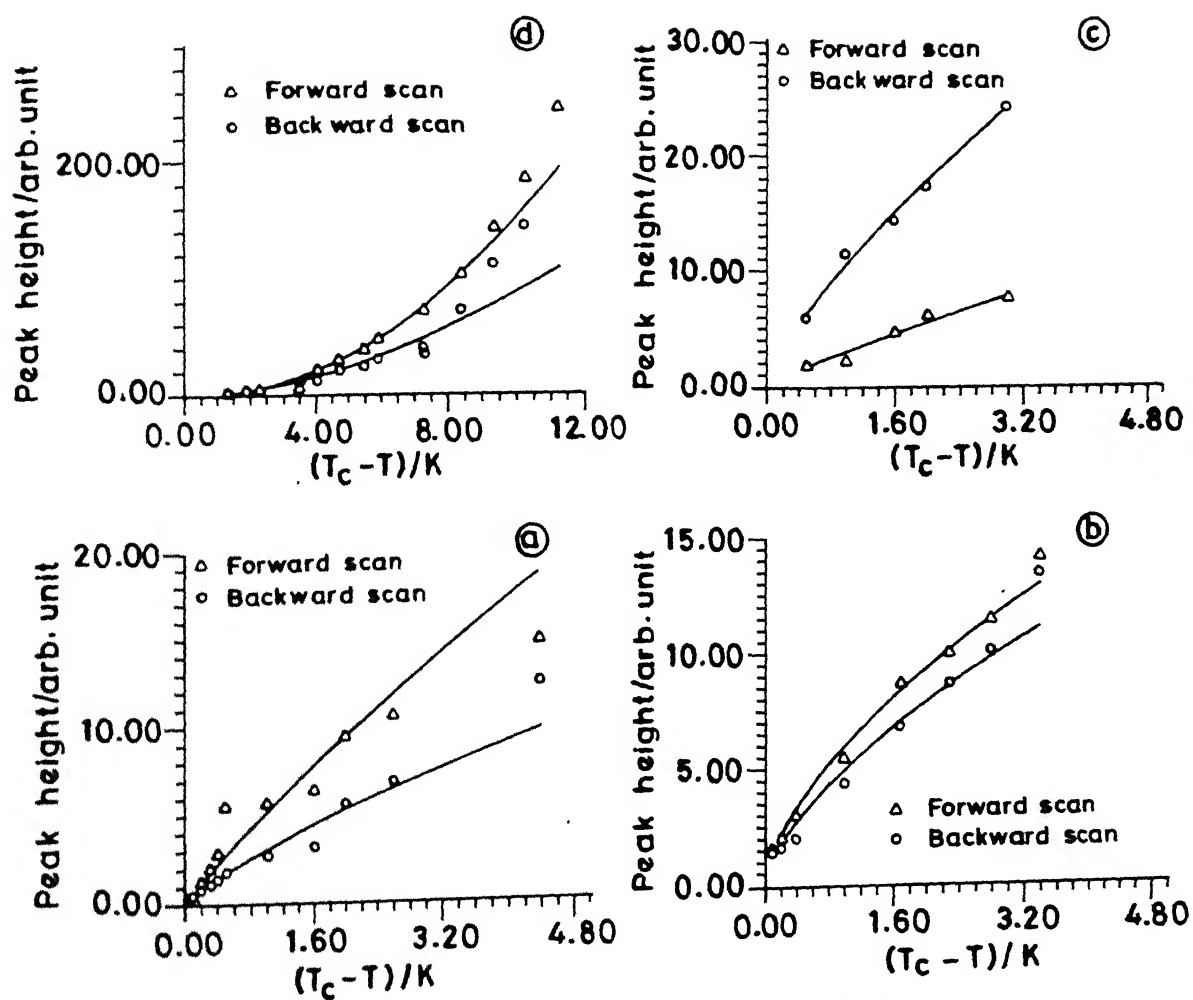 d
Peak height/arb. unit
△ Forward scan
○ Backward scan
200.00
0.00
0.00 4.00 8.00 12.00
(Tc-T)/K
c
Peak height/arb. unit
30.00
△ Forward scan
○ Backward scan
20.00
10.00
0.00
0.00 1.60 3.20 4.80
(Tc-T)/K
a
Peak height/arb. unit
20.00
△ Forward scan
○ Backward scan
10.00
0.00
0.00 1.60 3.20 4.80
(Tc-T)/K
b
Peak height/arb. unit
15.00
10.00
5.00
△ Forward scan
○ Backward scan
0.00
0.00 1.60 3.20 4.80
(Tc-T)/K